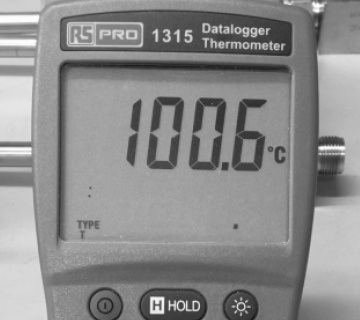 RS PRO 1315 Datalogger
Thermometer
100.6 °C
:
TYPE
T
H HOLD